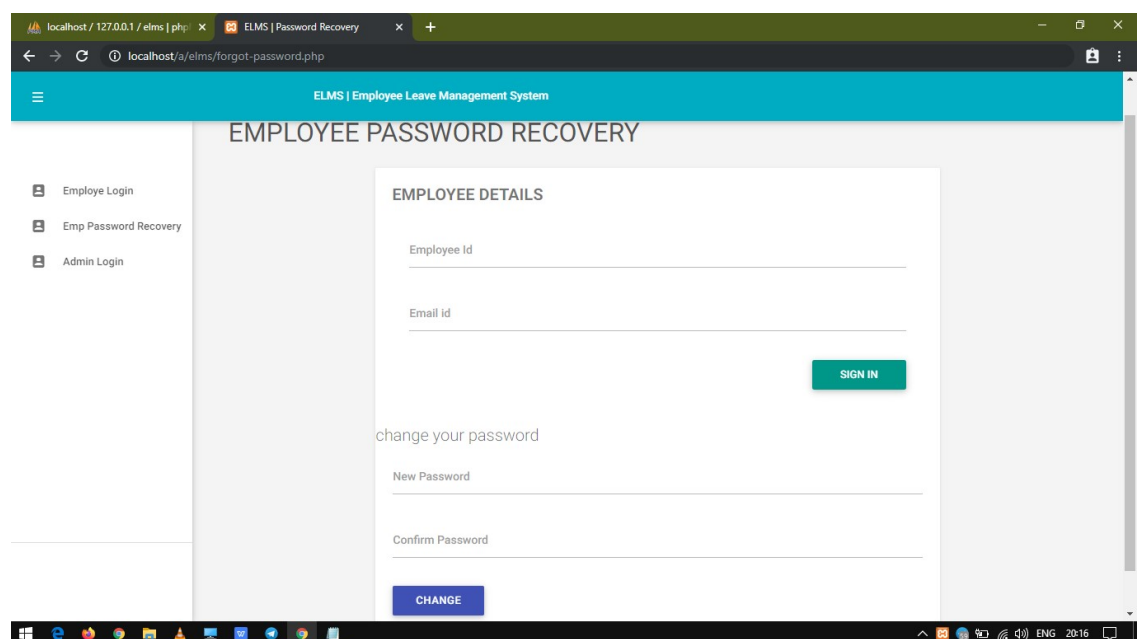 localhost / 127.0.0.1 / elms | php
ELMS | Password Recovery
localhost/a/elms/forgot-password.php
ELMS | Employee Leave Management System
EMPLOYEE PASSWORD RECOVERY
Employe Login
Emp Password Recovery
Admin Login
EMPLOYEE DETAILS
Employee Id
Email id
SIGN IN
change your password
New Password
Confirm Password
CHANGE
ENG 20:16